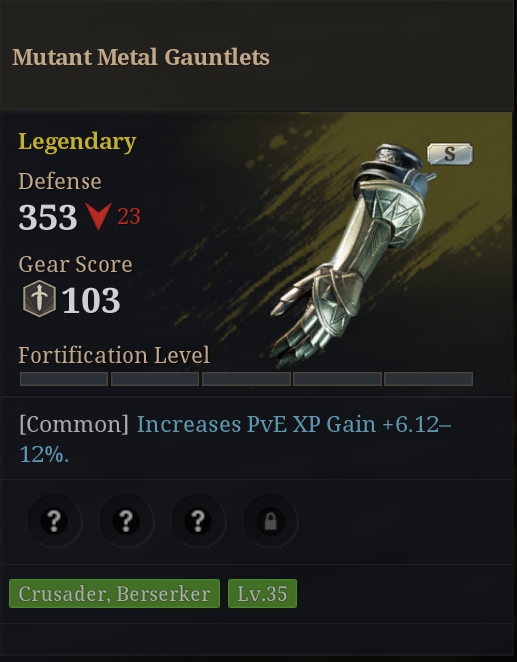 Mutant Metal Gauntlets
Legendary
S
Defense
353 23
Gear Score
103
Fortification Level
[Common] Increases PvE XP Gain +6.12–
12%.
? ? ?
Crusader, Berserker Lv.35